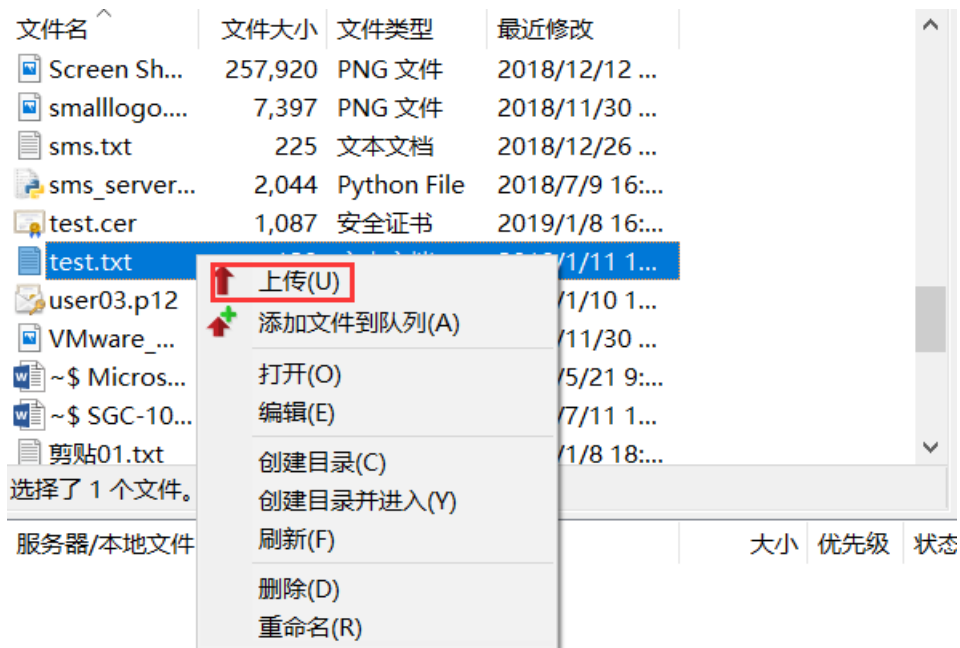 文件名 文件大小 文件类型 最近修改
Screen Sh... 257,920 PNG 文件 2018/12/12 ...
smalllogo.... 7,397 PNG 文件 2018/11/30 ...
sms.txt 225 文本文档 2018/12/26 ...
sms_server... 2,044 Python File 2018/7/9 16:...
test.cer 1,087 安全证书 2019/1/8 16:...
test.txt /1/11 1...
上传(U)
user03.p12 /1/10 1...
添加文件到队列(A)
VMware_... /11/30 ...
~$ Micros... /5/21 9:...
打开(O)
~$ SGC-10... /7/11 1...
编辑(E)
剪贴01.txt /1/8 18:...
创建目录(C)
选择了 1 个文件。
创建目录并进入(Y)
刷新(F)
服务器/本地文件 大小 优先级 状态
删除(D)
重命名(R)